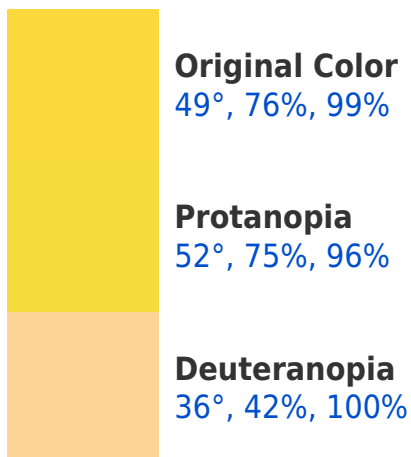 Original Color
49°, 76%, 99%
Protanopia
52°, 75%, 96%
Deuteranopia
36°, 42%, 100%